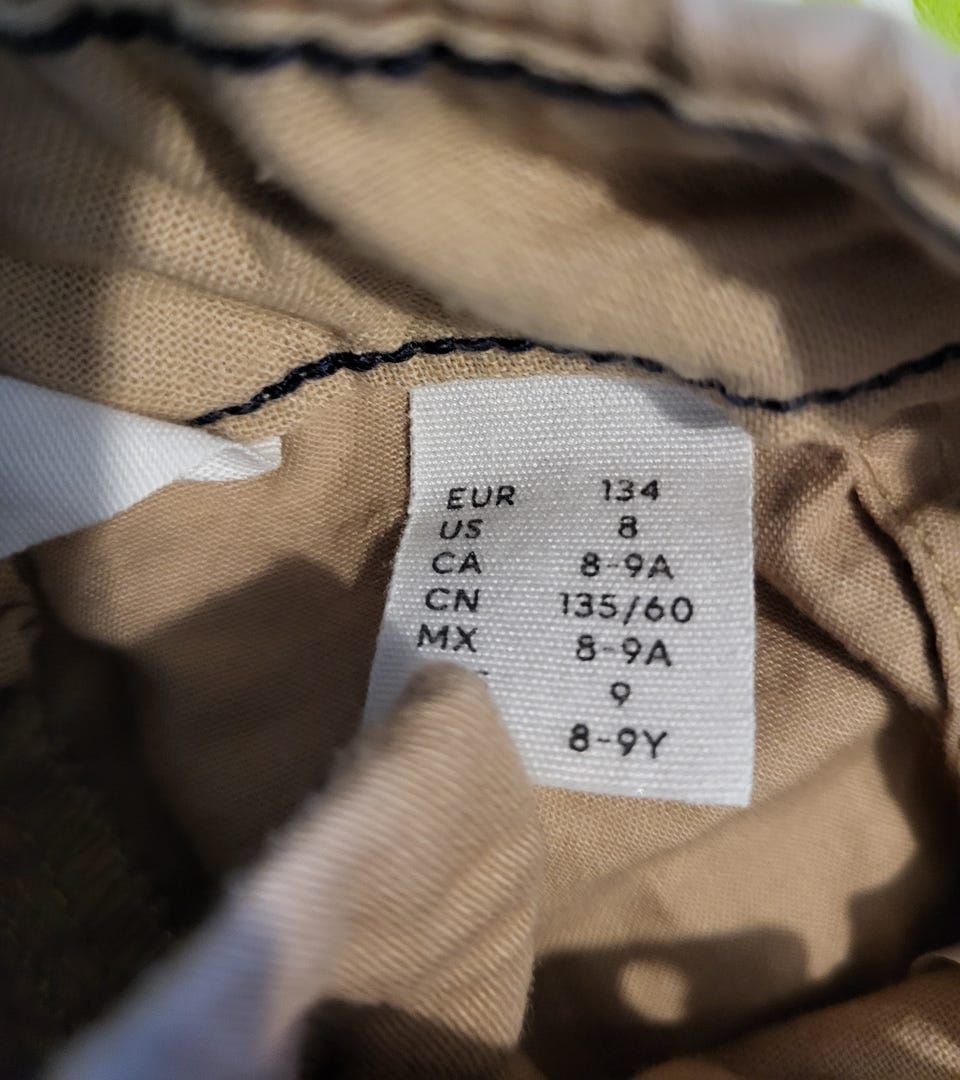 EUR 134
US 8
CA 8-9A
CN 135/60
MX 8-9A
9
8-9Y